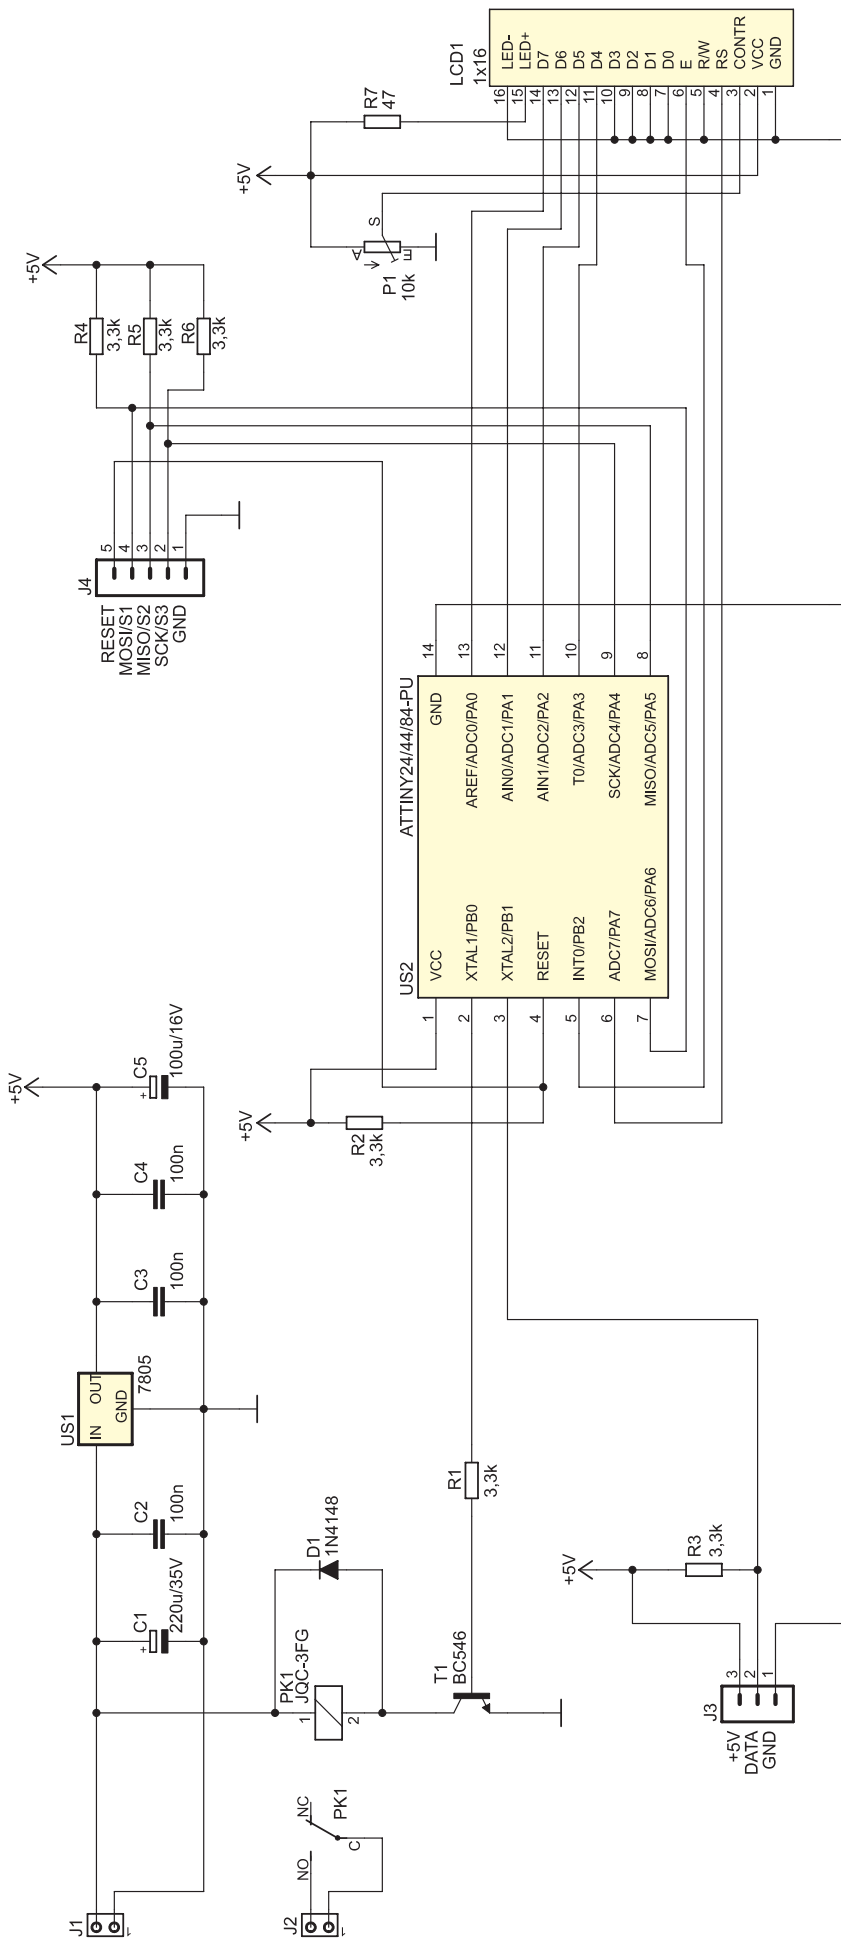 J1
1
C1
220u/35V
+
C2
100n
US1
IN
OUT
GND
7805
C3
100n
C4
100n
C5
100u/16V
+
+5V
J2
1
NO
NC
C
PK1
PK1
JQC-3FG
1
2
D1
1N4148
T1
BC546
R1
3,3k
+5V
R2
3,3k
J3
+5V
DATA
GND
3
2
1
+5V
R3
3,3k
US2
ATTINY24/44/84-PU
1
VCC
2
XTAL1/PB0
3
XTAL2/PB1
4
RESET
5
INT0/PB2
6
ADC7/PA7
7
MOSI/ADC6/PA6
GND
14
AREF/ADC0/PA0
13
AIN0/ADC1/PA1
12
AIN1/ADC2/PA2
11
T0/ADC3/PA3
10
SCK/ADC4/PA4
9
MISO/ADC5/PA5
8
J4
RESET
MOSI/S1
MISO/S2
SCK/S3
GND
5
4
3
2
1
R4
3,3k
R5
3,3k
R6
3,3k
+5V
+5V
P1
10k
A
S
E
R7
47
LCD1
1x16
16
LED-
15
LED+
14
D7
13
D6
12
D5
11
D4
10
D3
9
D2
8
D1
7
D0
6
E
5
R/W
4
RS
3
CONTR
2
VCC
1
GND